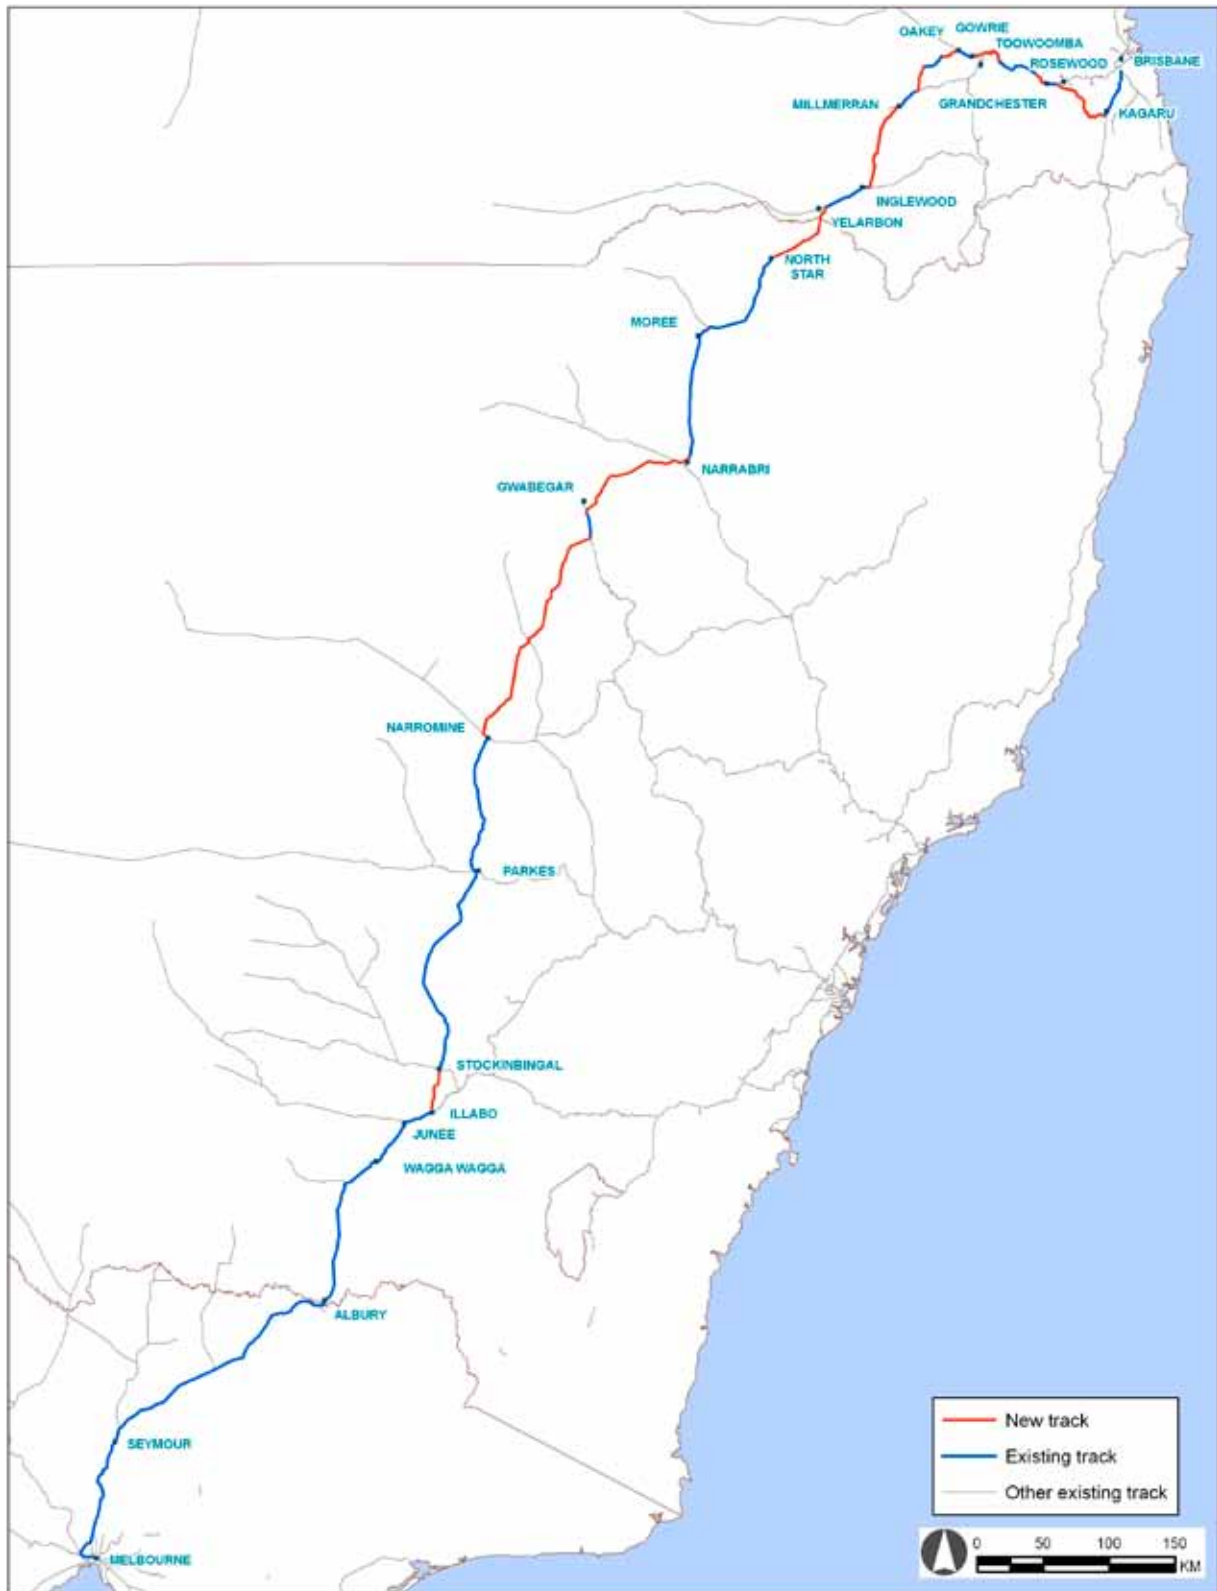 OAKEY
GOWRIE
TOOWOOMBA
ROSEWOOD
BRISBANE
MILLMERRAN
GRANDCHESTER
KAGARU
INGLEWOOD
YELARBON
NORTH
STAR
MOREE
NARRABRI
GWABEGAR
NARROMINE
PARKES
STOCKINBINGAL
ILLABO
JUNEE
WAGGA WAGGA
ALBURY
SEYMOUR
MELBOURNE
New track
Existing track
Other existing track
0 50 100 150
KM